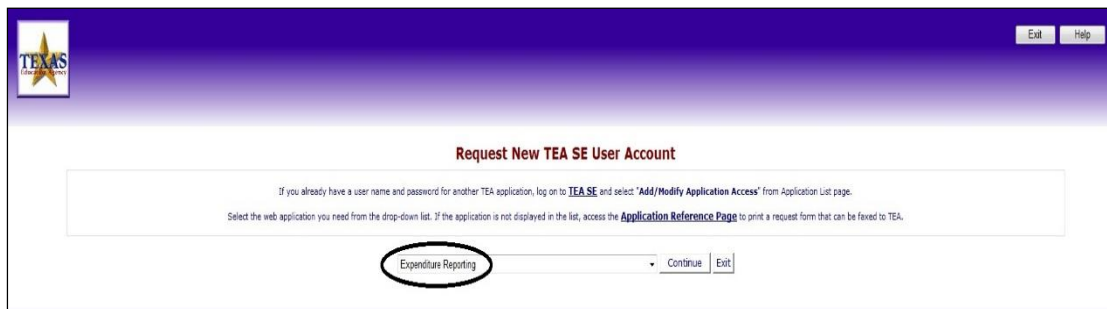 Exit Help
TEXAS
Education Agency
Request New TEA SE User Account
If you already have a user name and password for another TEA application, log on to TEA SE and select "Add/Modify Application Access" from Application List page.
Select the web application you need from the drop-down list. If the application is not displayed in the list, access the Application Reference Page to print a request form that can be faxed to TEA.
Expenditure Reporting Continue Exit